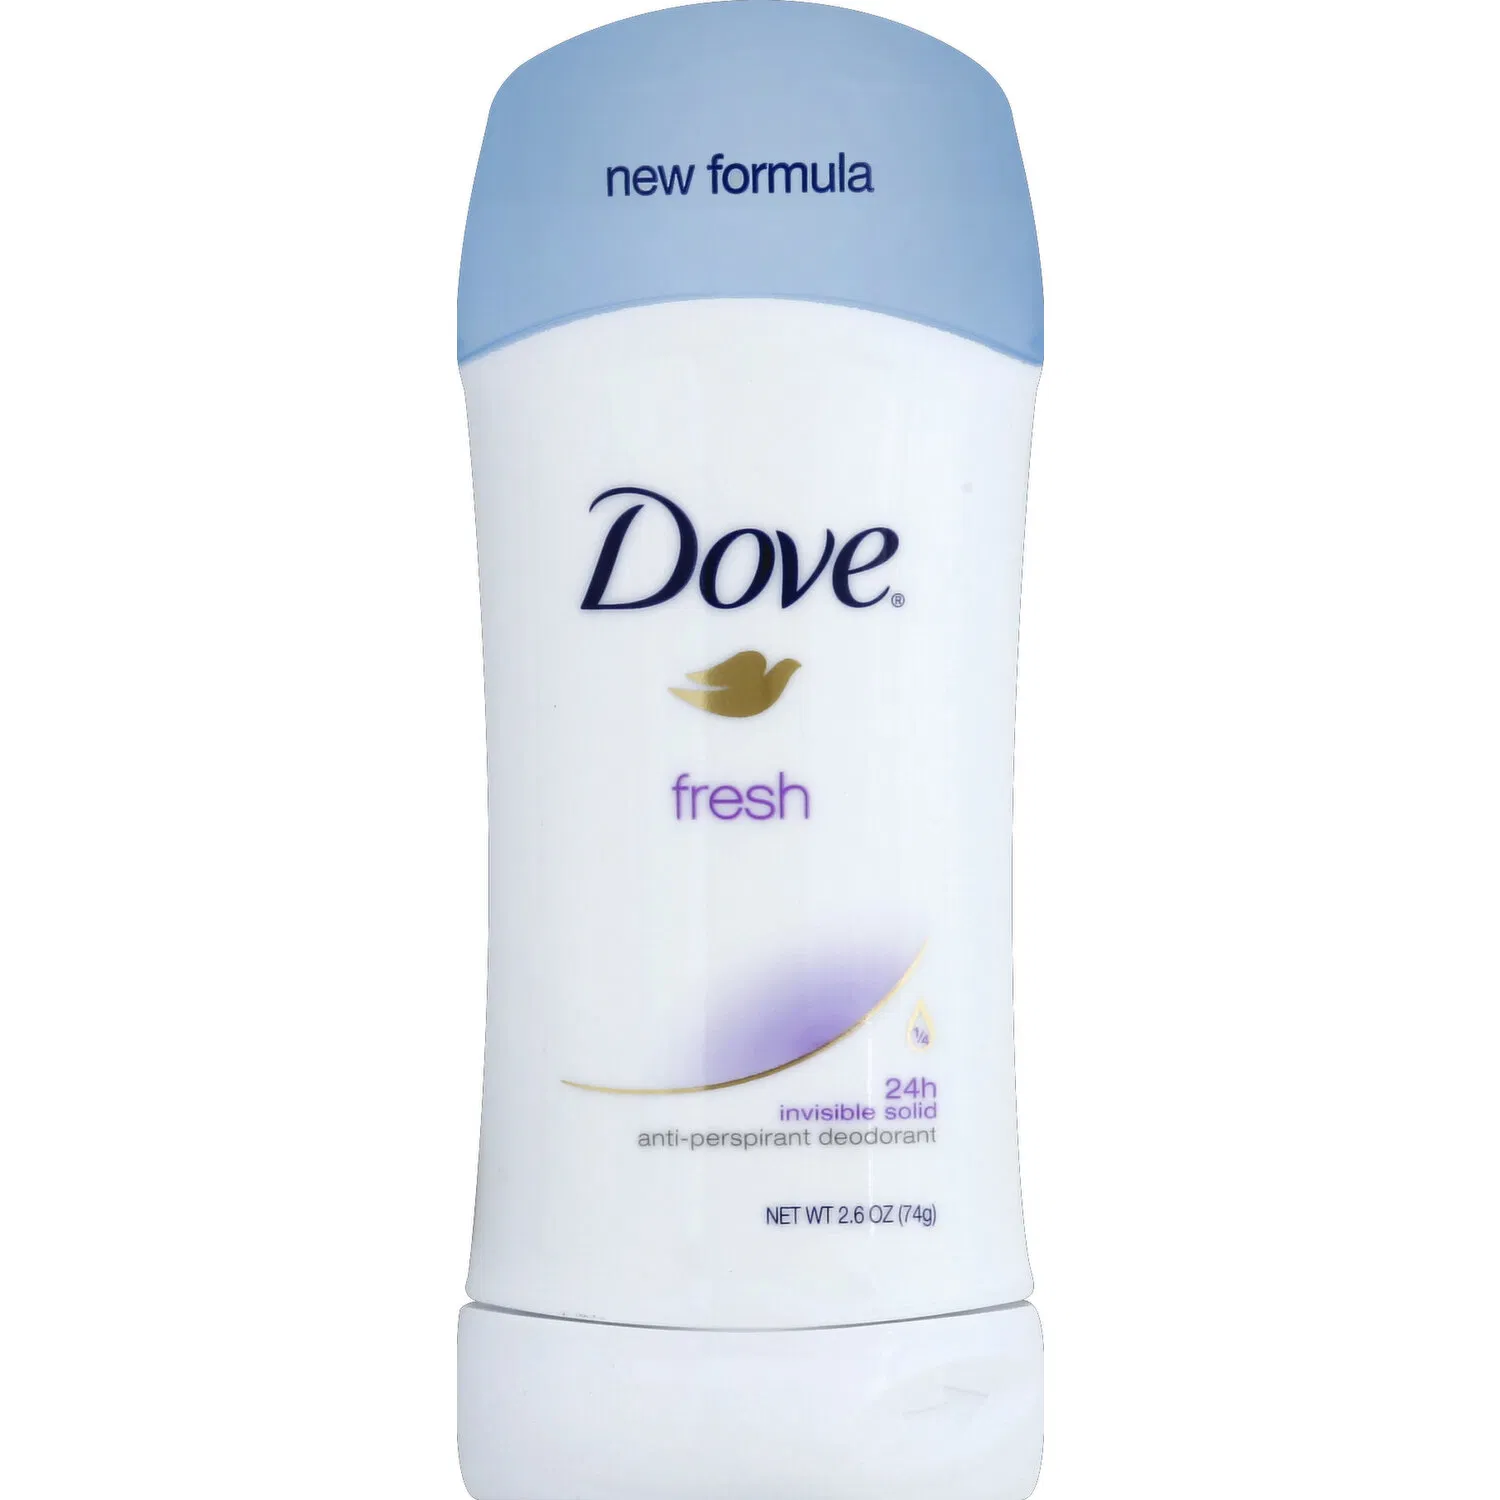 new formula
Dove®
fresh
1/4
24h
invisible solid
anti-perspirant deodorant
NET WT 2.6 OZ (74g)